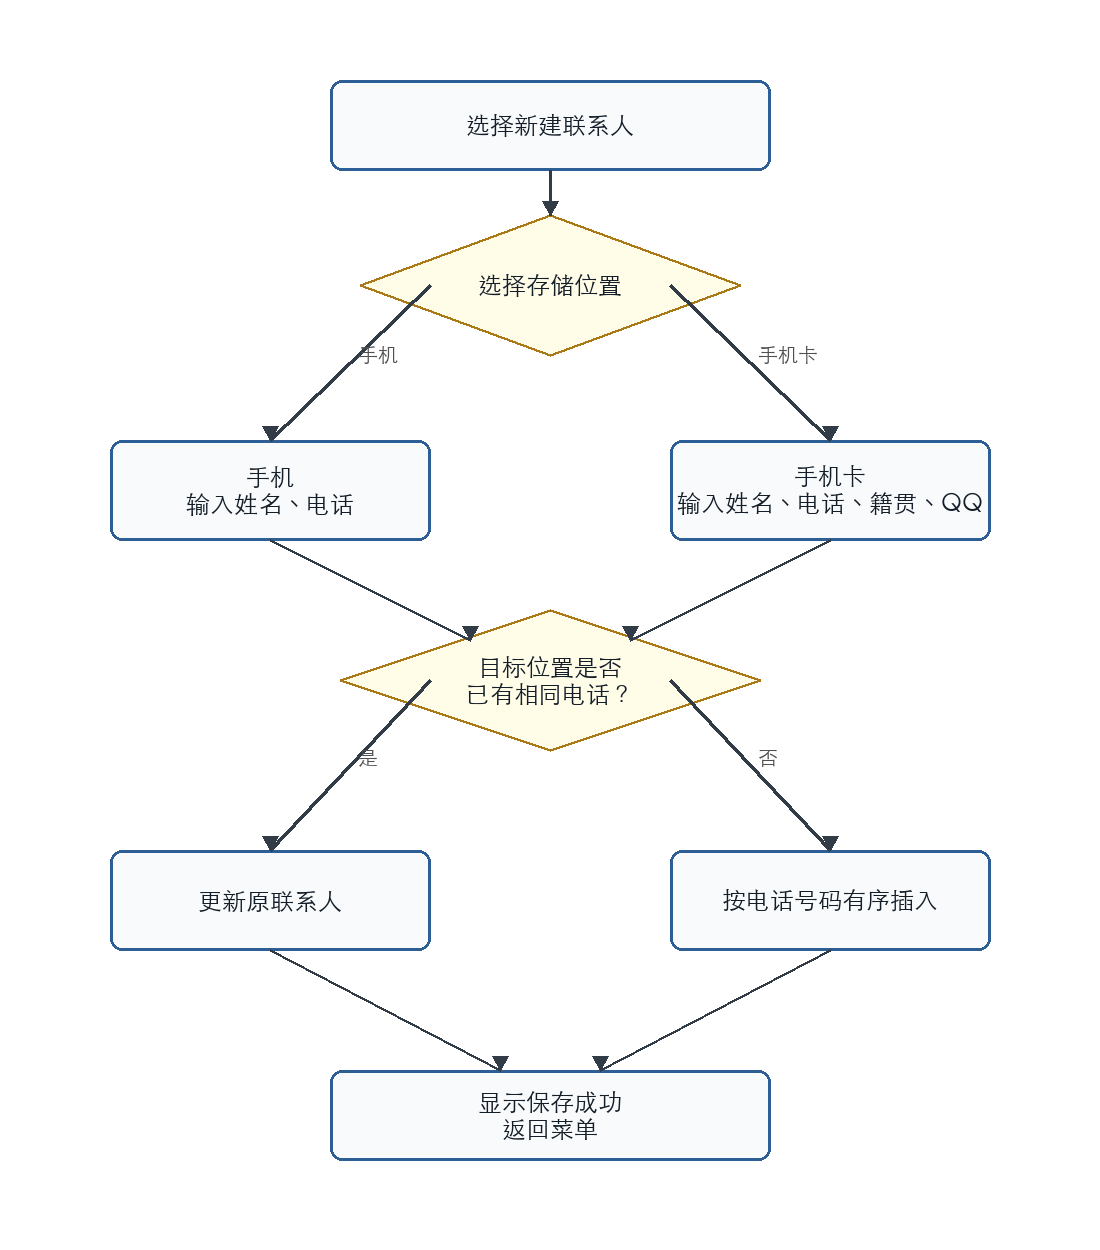 选择新建联系人
选择存储位置
手机
手机卡
手机
输入姓名、电话
手机卡
输入姓名、电话、籍贯、QQ
目标位置是否
已有相同电话？
是
否
更新原联系人
按电话号码有序插入
显示保存成功
返回菜单